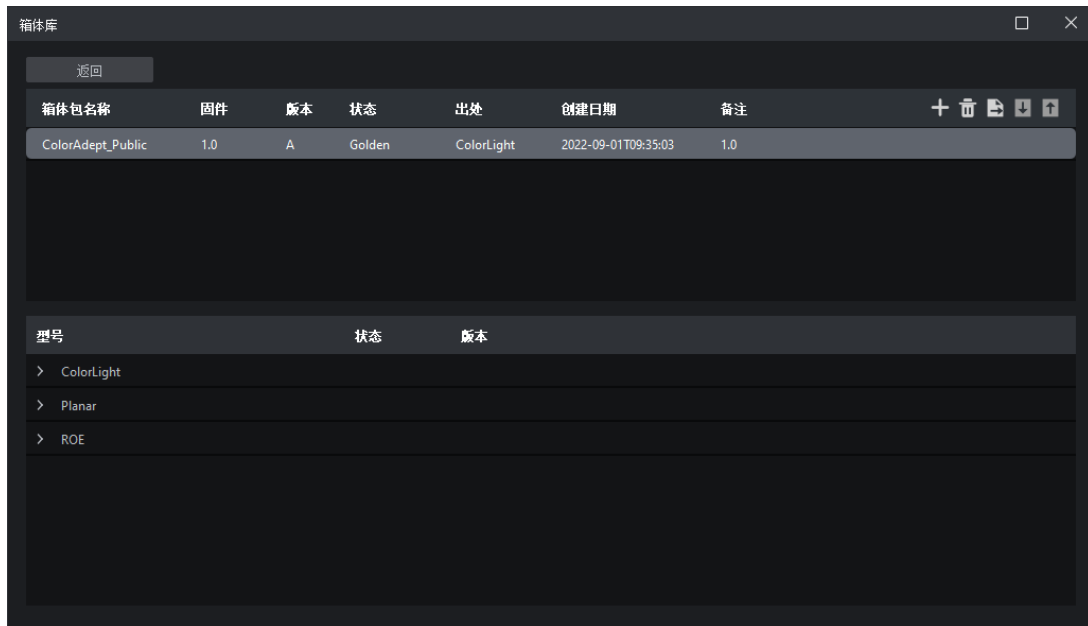 箱体库
返回
箱体包名称 固件 版本 状态 出处 创建日期 备注
ColorAdept_Public 1.0 A Golden ColorLight 2022-09-01T09:35:03 1.0
型号 状态 版本
ColorLight
Planar
ROE